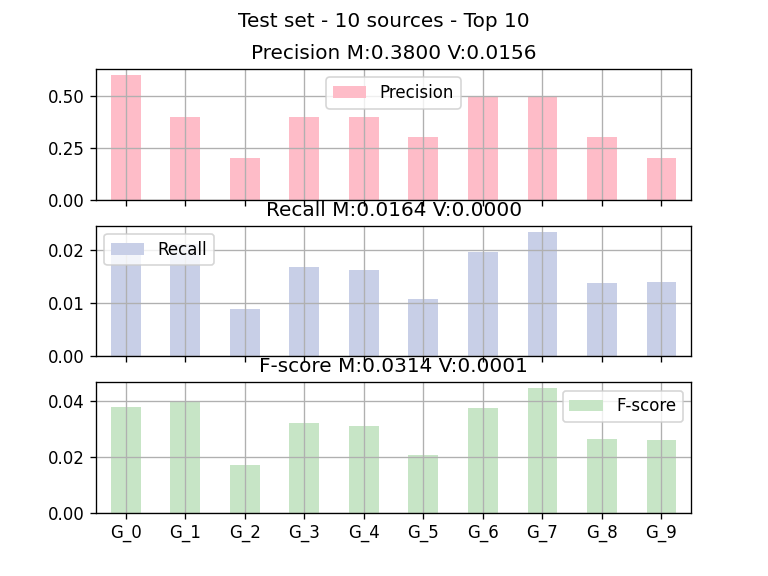 Test set - 10 sources - Top 10
Precision M:0.3800 V:0.0156
0.50
0.25
0.00
Precision
Recall M:0.0164 V:0.0000
0.02
0.01
0.00
Recall
F-score M:0.0314 V:0.0001
0.04
0.02
0.00
F-score
G_0 G_1 G_2 G_3 G_4 G_5 G_6 G_7 G_8 G_9